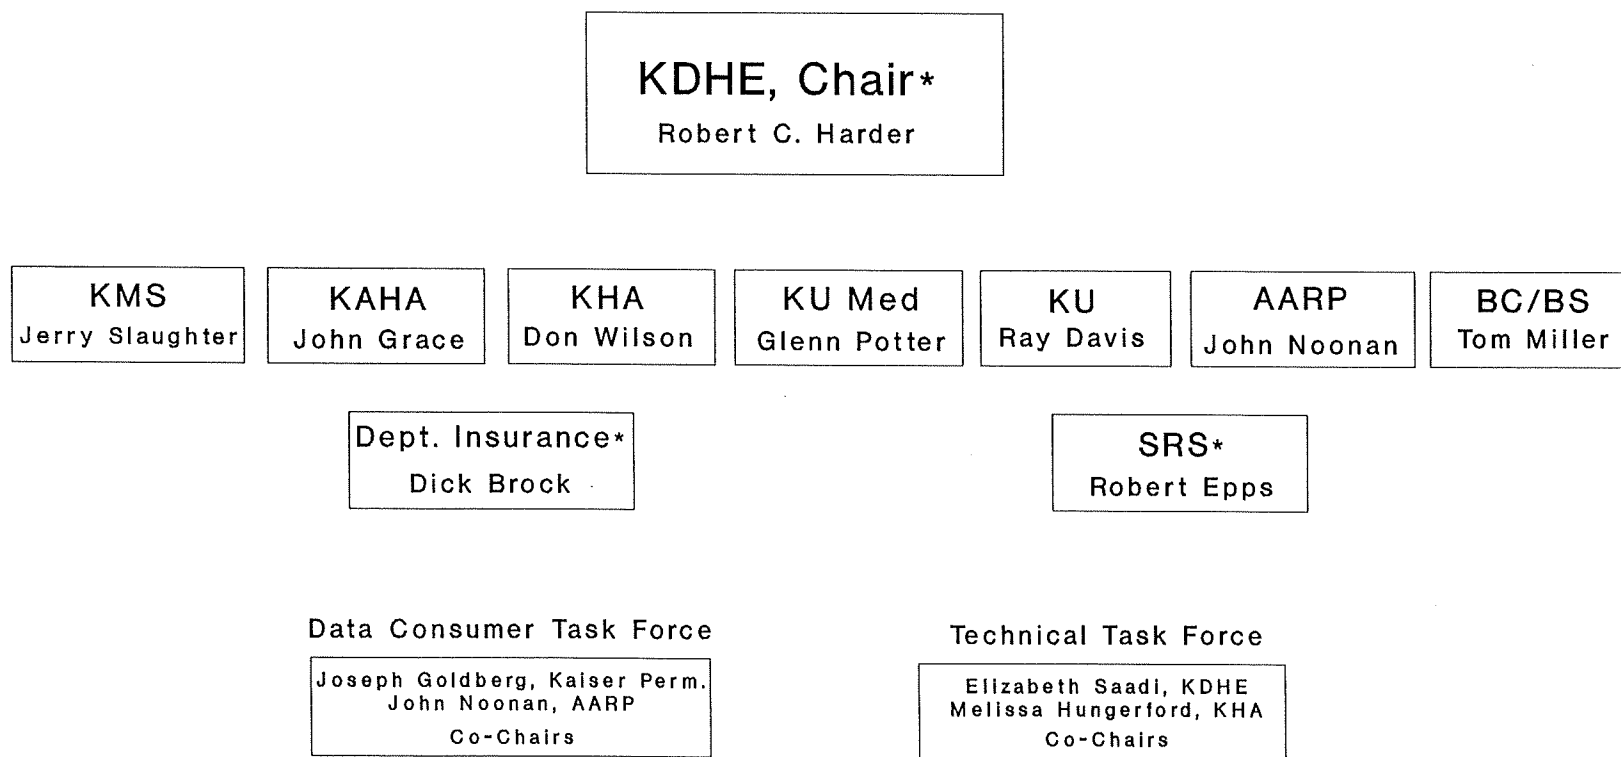 KDHE, Chair*
Robert C. Harder
KMS
Jerry Slaughter
KAHA
John Grace
KHA
Don Wilson
KU Med
Glenn Potter
KU
Ray Davis
AARP
John Noonan
BC/BS
Tom Miller
Dept. Insurance*
Dick Brock
SRS*
Robert Epps
Data Consumer Task Force
Joseph Goldberg, Kaiser Perm.
John Noonan, AARP
Co-Chairs
Technical Task Force
Elizabeth Saadi, KDHE
Melissa Hungerford, KHA
Co-Chairs